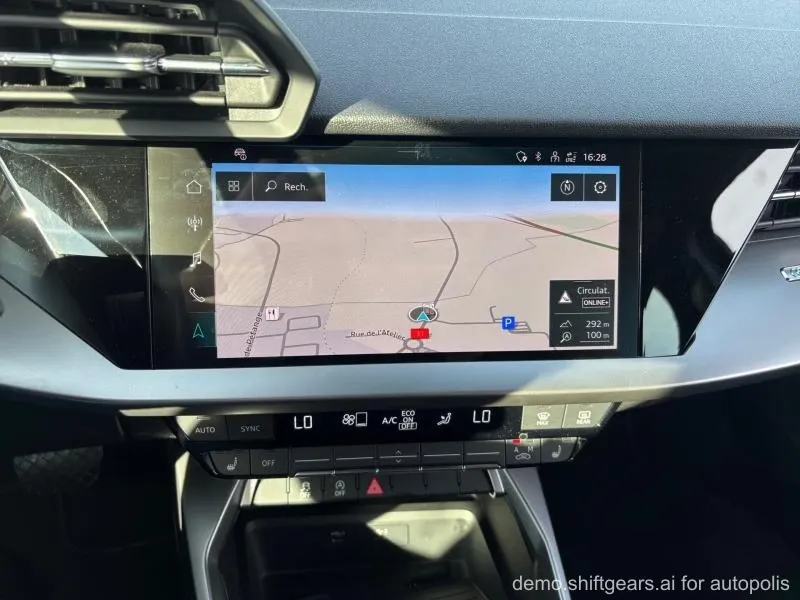 16:28
Rech.
N
Circulat.
ONLINE+
292 m
100 m
Rue de l'Atelier
P
AUTO
SYNC
LO
A/C
ECO
ON
OFF
LO
MAX
REAR
OFF
A M
OFF
OFF
demo.shiftgears.ai for autopolis